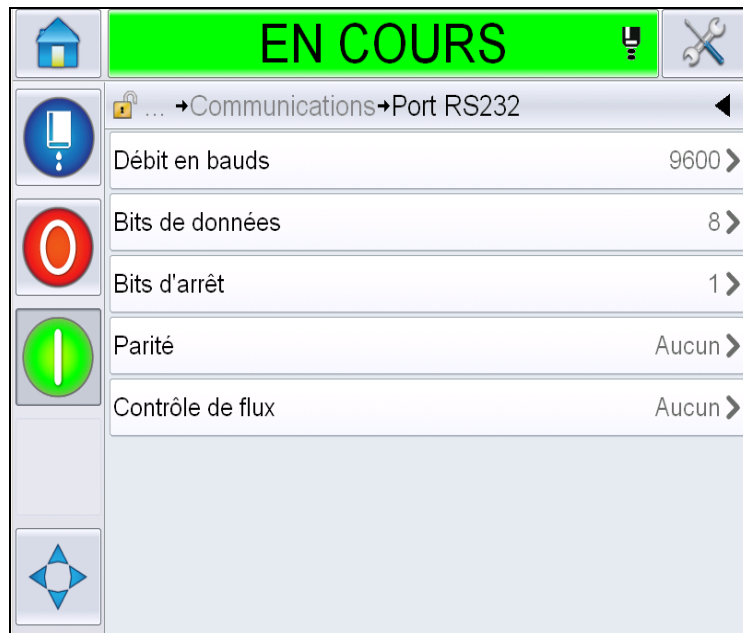 EN COURS
... →Communications→Port RS232
Débit en bauds 9600
Bits de données 8
Bits d'arrêt 1
Parité Aucun
Contrôle de flux Aucun